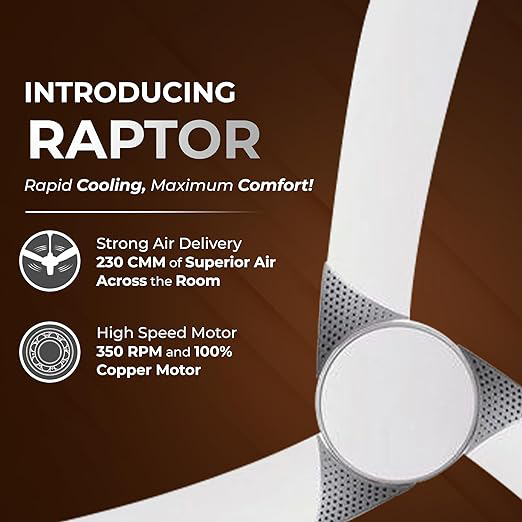 INTRODUCING
RAPTOR
Rapid Cooling, Maximum Comfort!
Strong Air Delivery
230 CMM of Superior Air
Across the Room
High Speed Motor
350 RPM and 100%
Copper Motor